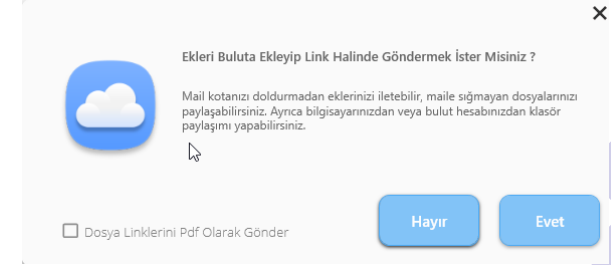 Ekleri Buluta Ekleyip Link Halinde Göndermek İster Misiniz ?
Mail kotanızı doldurmadan eklerinizi iletebilir, maile sığmayan dosyalarınızı
paylaşabilirsiniz. Ayrıca bilgisayarınızdan veya bulut hesabınızdan klasör
paylaşımı yapabilirsiniz.
Dosya Linklerini Pdf Olarak Gönder
Hayır
Evet